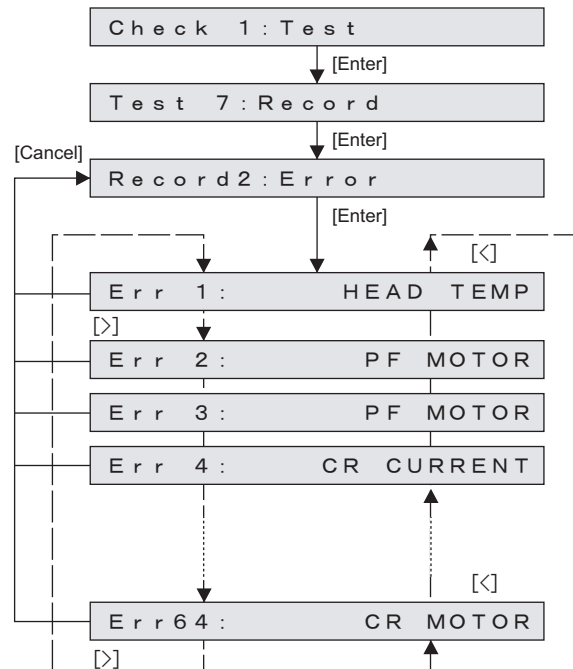 Check 1:Test
[Enter]
Test 7:Record
[Enter]
[Cancel]
Record2:Error
[Enter]
[<]
Err 1: HEAD TEMP
[>]
Err 2: PF MOTOR
Err 3: PF MOTOR
Err 4: CR CURRENT
[<]
Err64: CR MOTOR
[>]